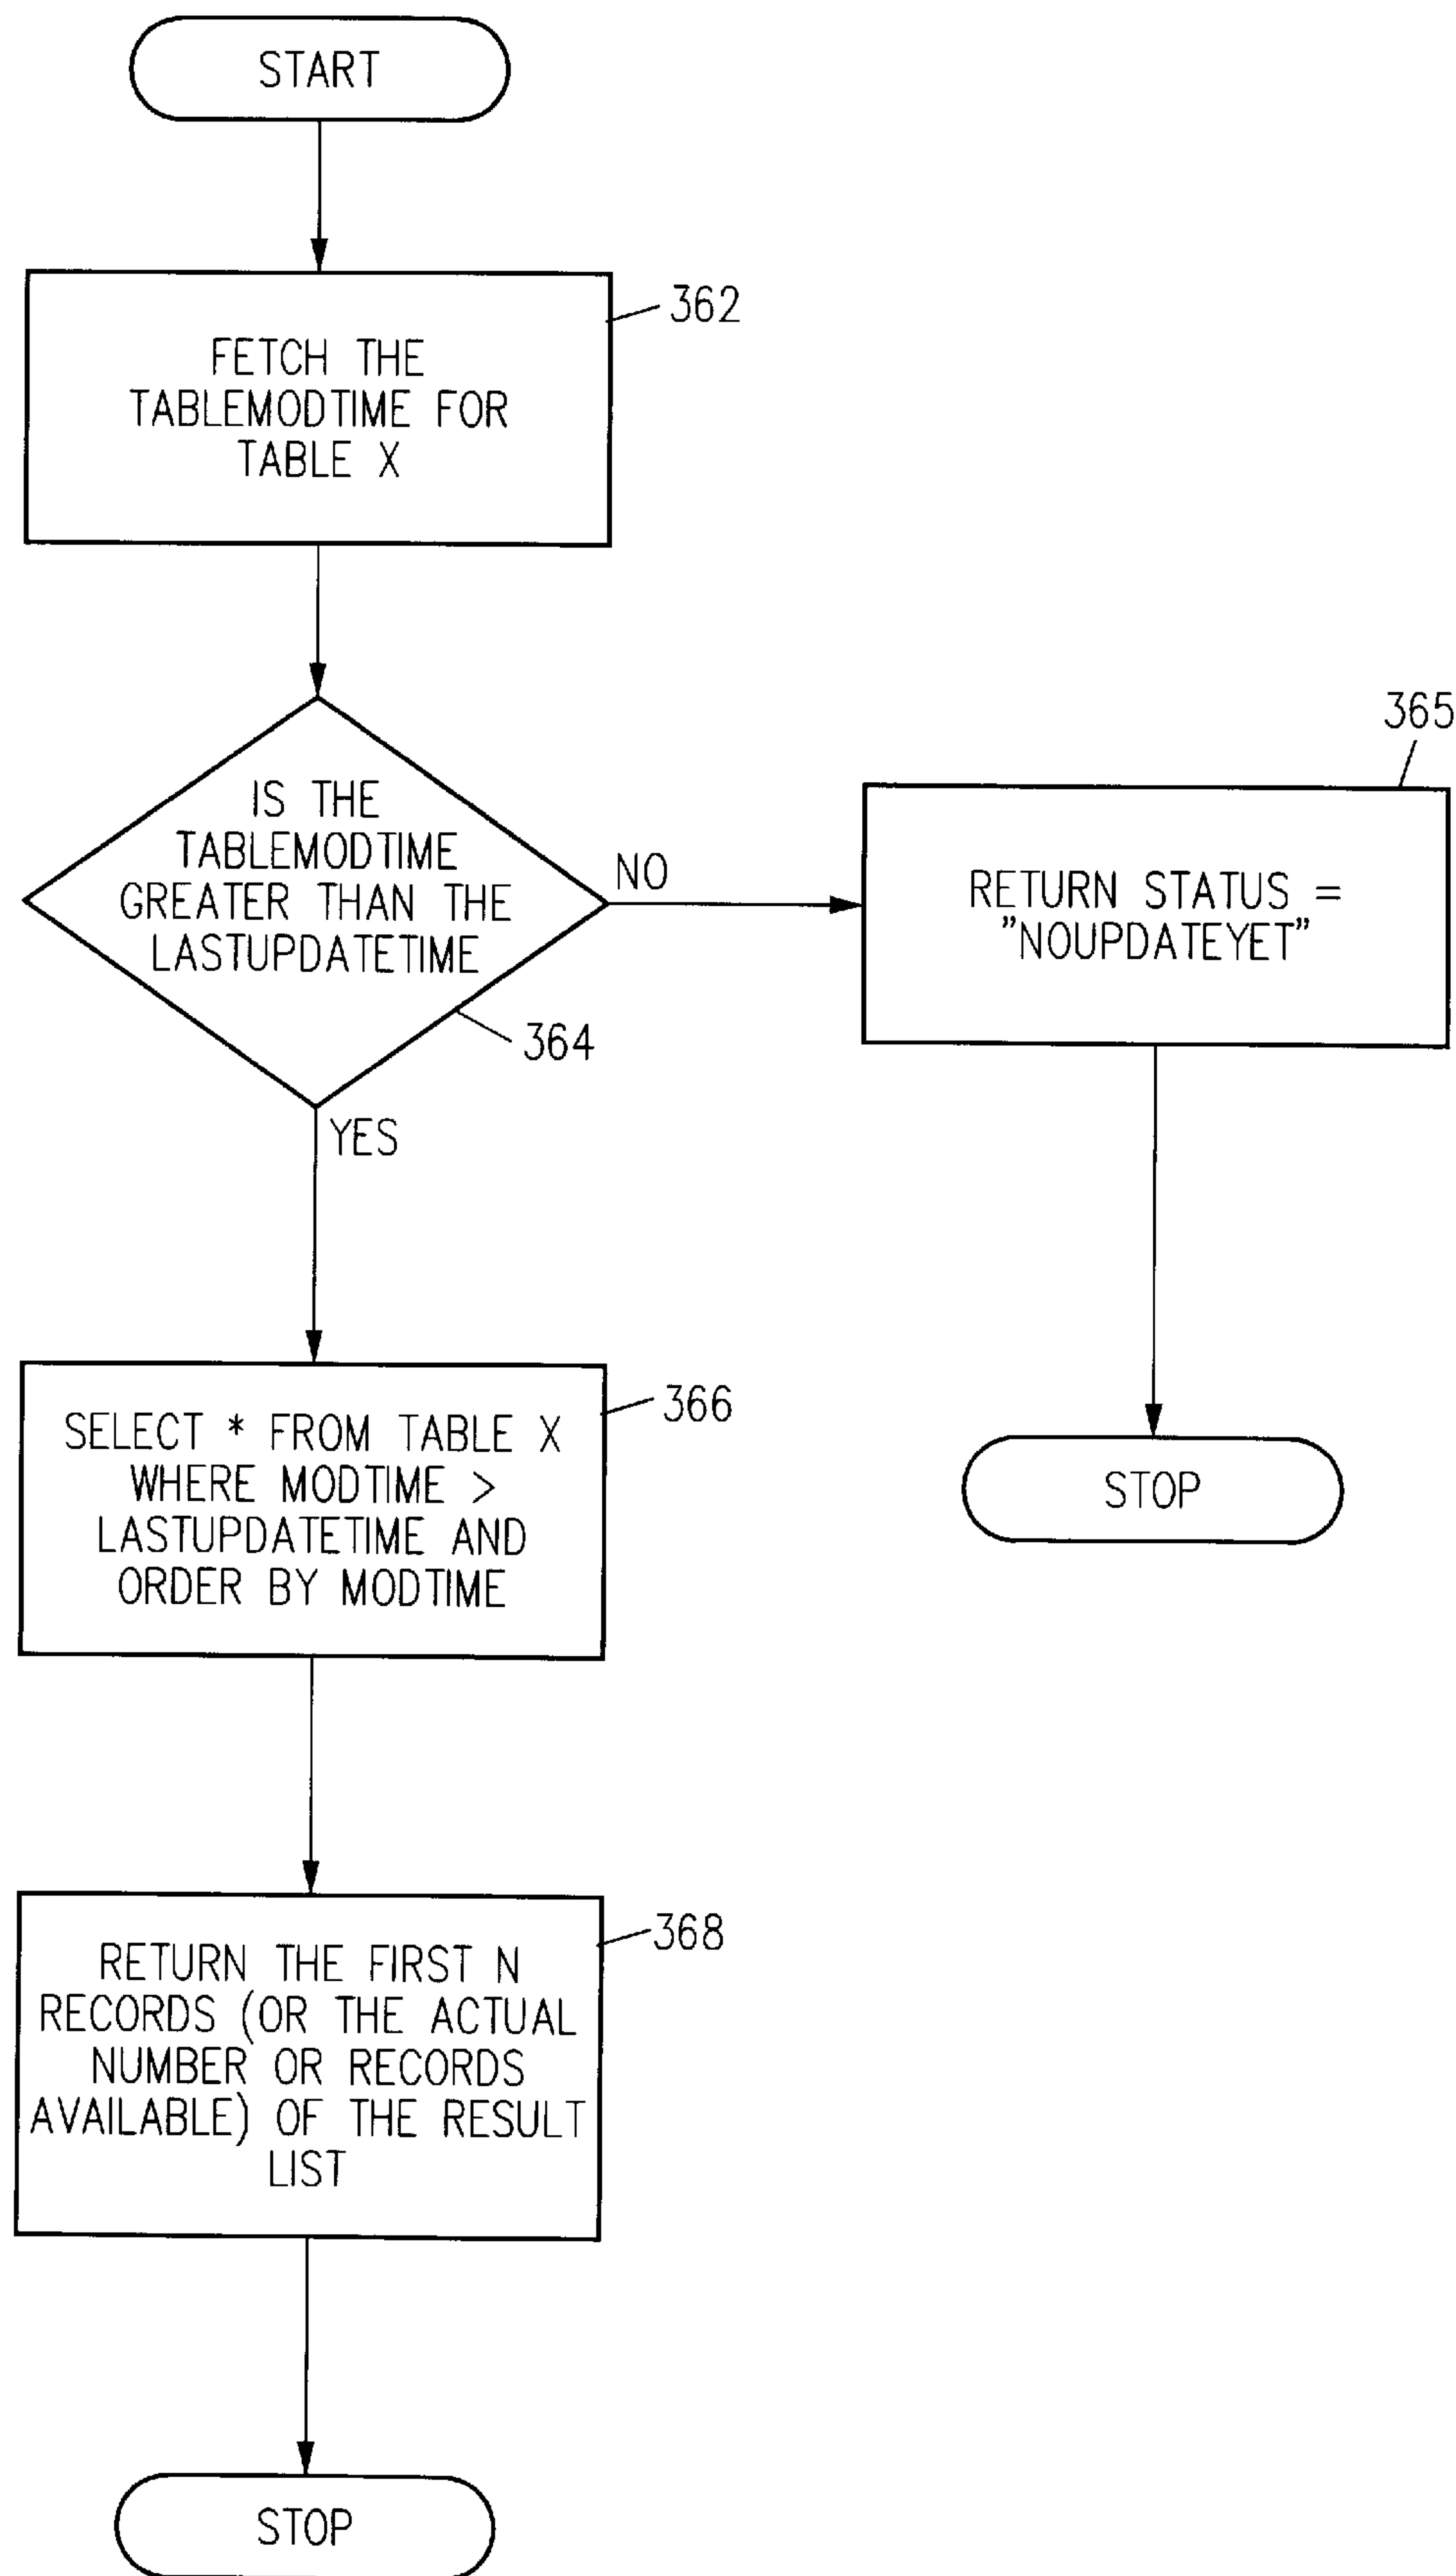 START
362
FETCH THE
TABLEMODTIME FOR
TABLE X
365
IS THE
TABLEMODTIME
GREATER THAN THE
LASTUPDATETIME
NO
RETURN STATUS =
"NOUPDATEYET"
364
YES
366
SELECT * FROM TABLE X
WHERE MODTIME >
LASTUPDATETIME AND
ORDER BY MODTIME
STOP
368
RETURN THE FIRST N
RECORDS (OR THE ACTUAL
NUMBER OR RECORDS
AVAILABLE) OF THE RESULT
LIST
STOP